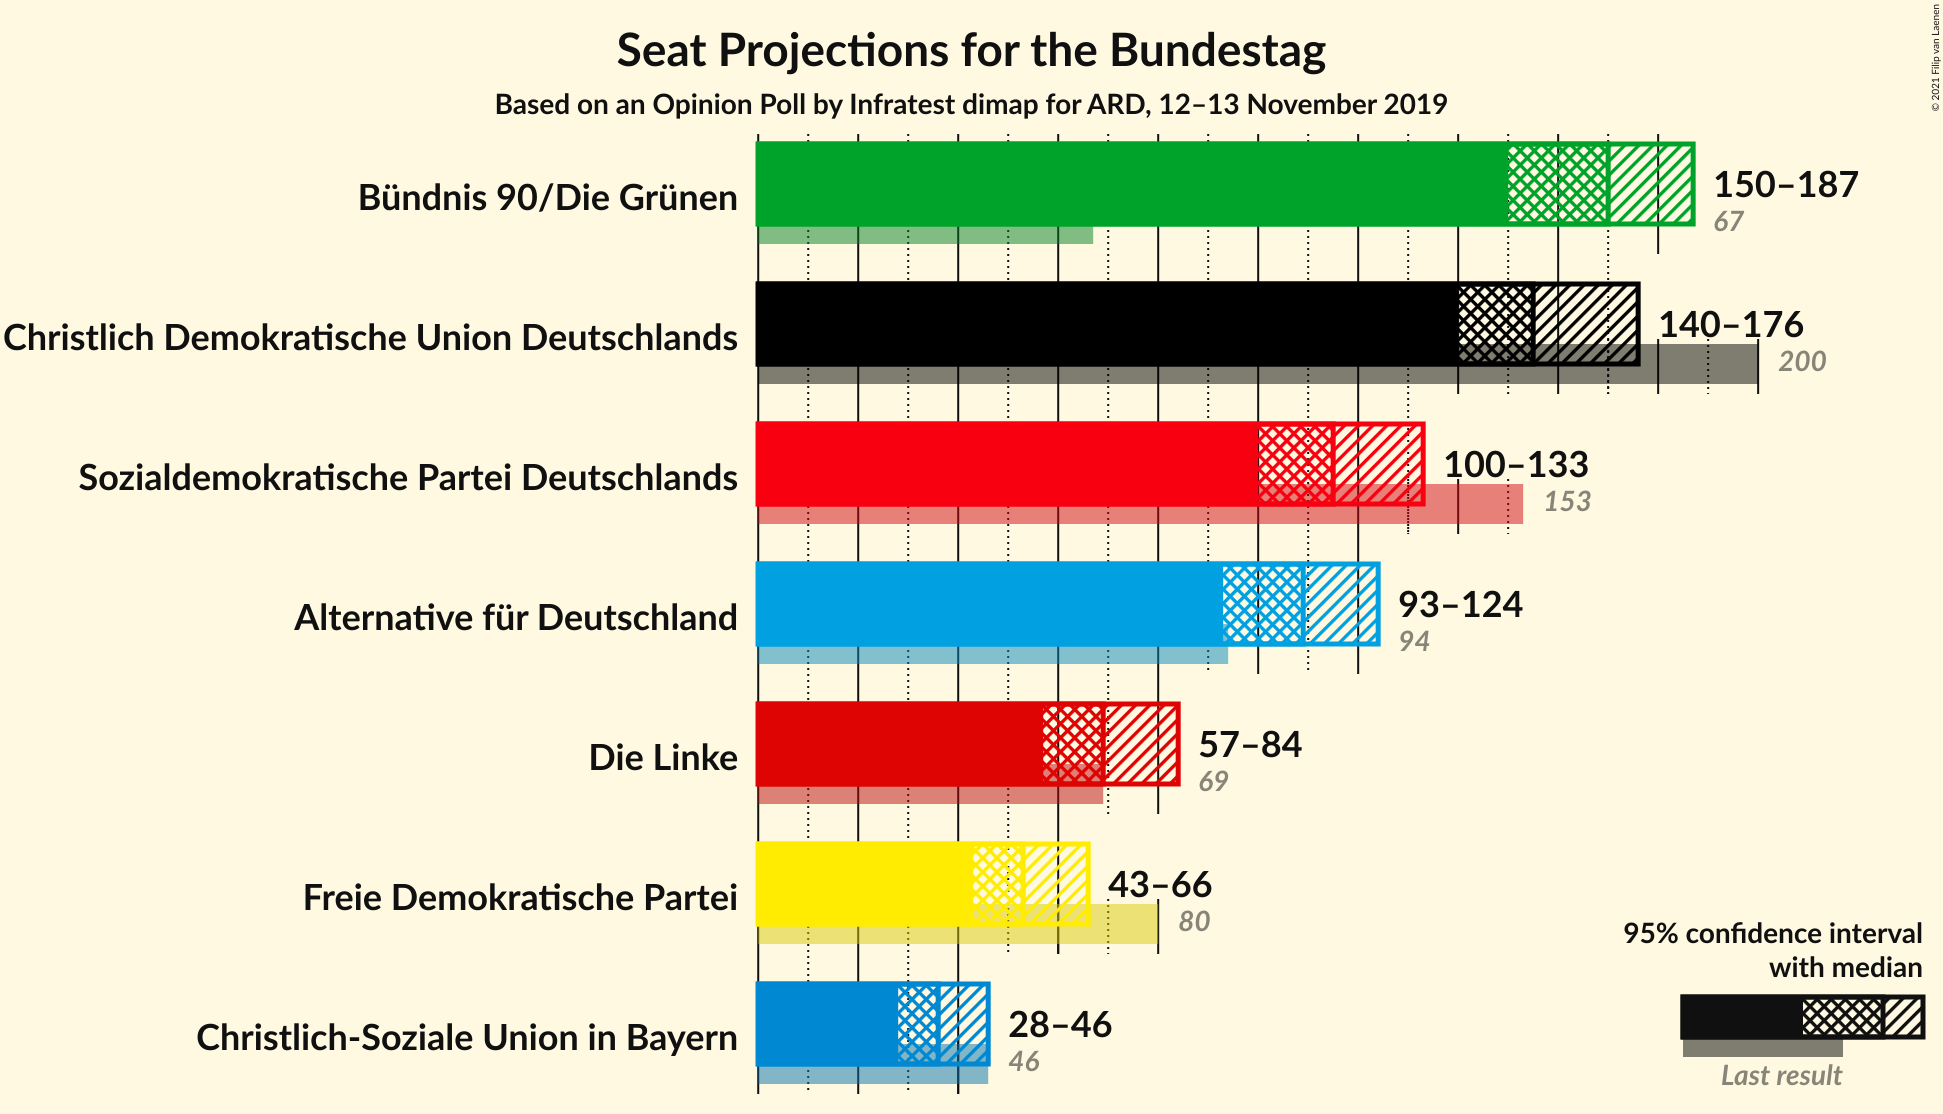 Seat Projections for the Bundestag
Based on an Opinion Poll by Infratest dimap for ARD, 12–13 November 2019
© 2021 Filip van Laenen
Bündnis 90/Die Grünen
150–187
67
Christlich Demokratische Union Deutschlands
140–176
200
Sozialdemokratische Partei Deutschlands
100–133
153
Alternative für Deutschland
93–124
94
Die Linke
57–84
69
Freie Demokratische Partei
43–66
80
Christlich-Soziale Union in Bayern
28–46
46
95% confidence interval
with median
Last result